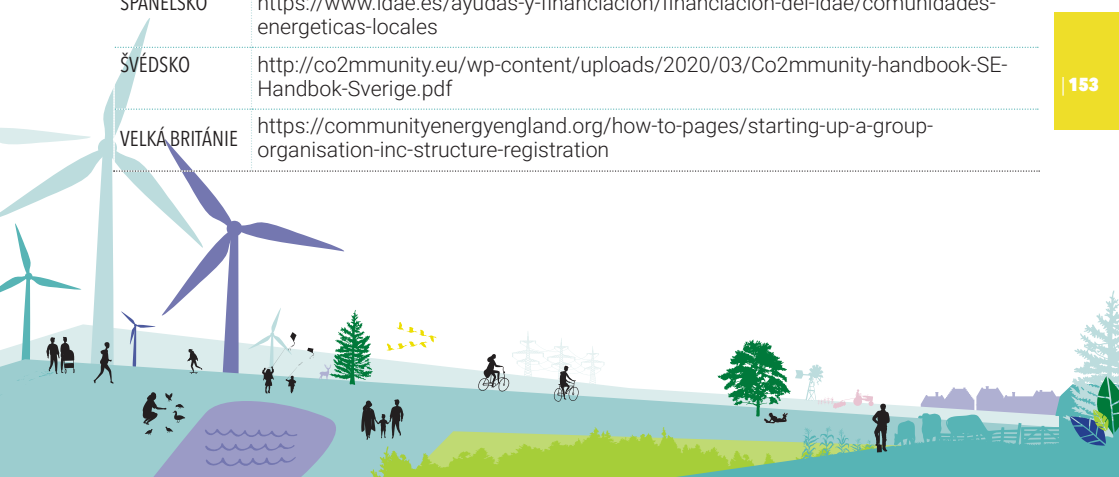 ŠPANĚLSKO
https://www.idae.es/ayudas-y-financiacion/financiacion-del-idae/comunidades-
energeticas-locales
ŠVÉDSKO
http://co2mmunity.eu/wp-content/uploads/2020/03/Co2mmunity-handbook-SE-
Handbok-Sverige.pdf
VELKÁ BRITÁNIE
https://communityenergyengland.org/how-to-pages/starting-up-a-group-
organisation-inc-structure-registration
| 153